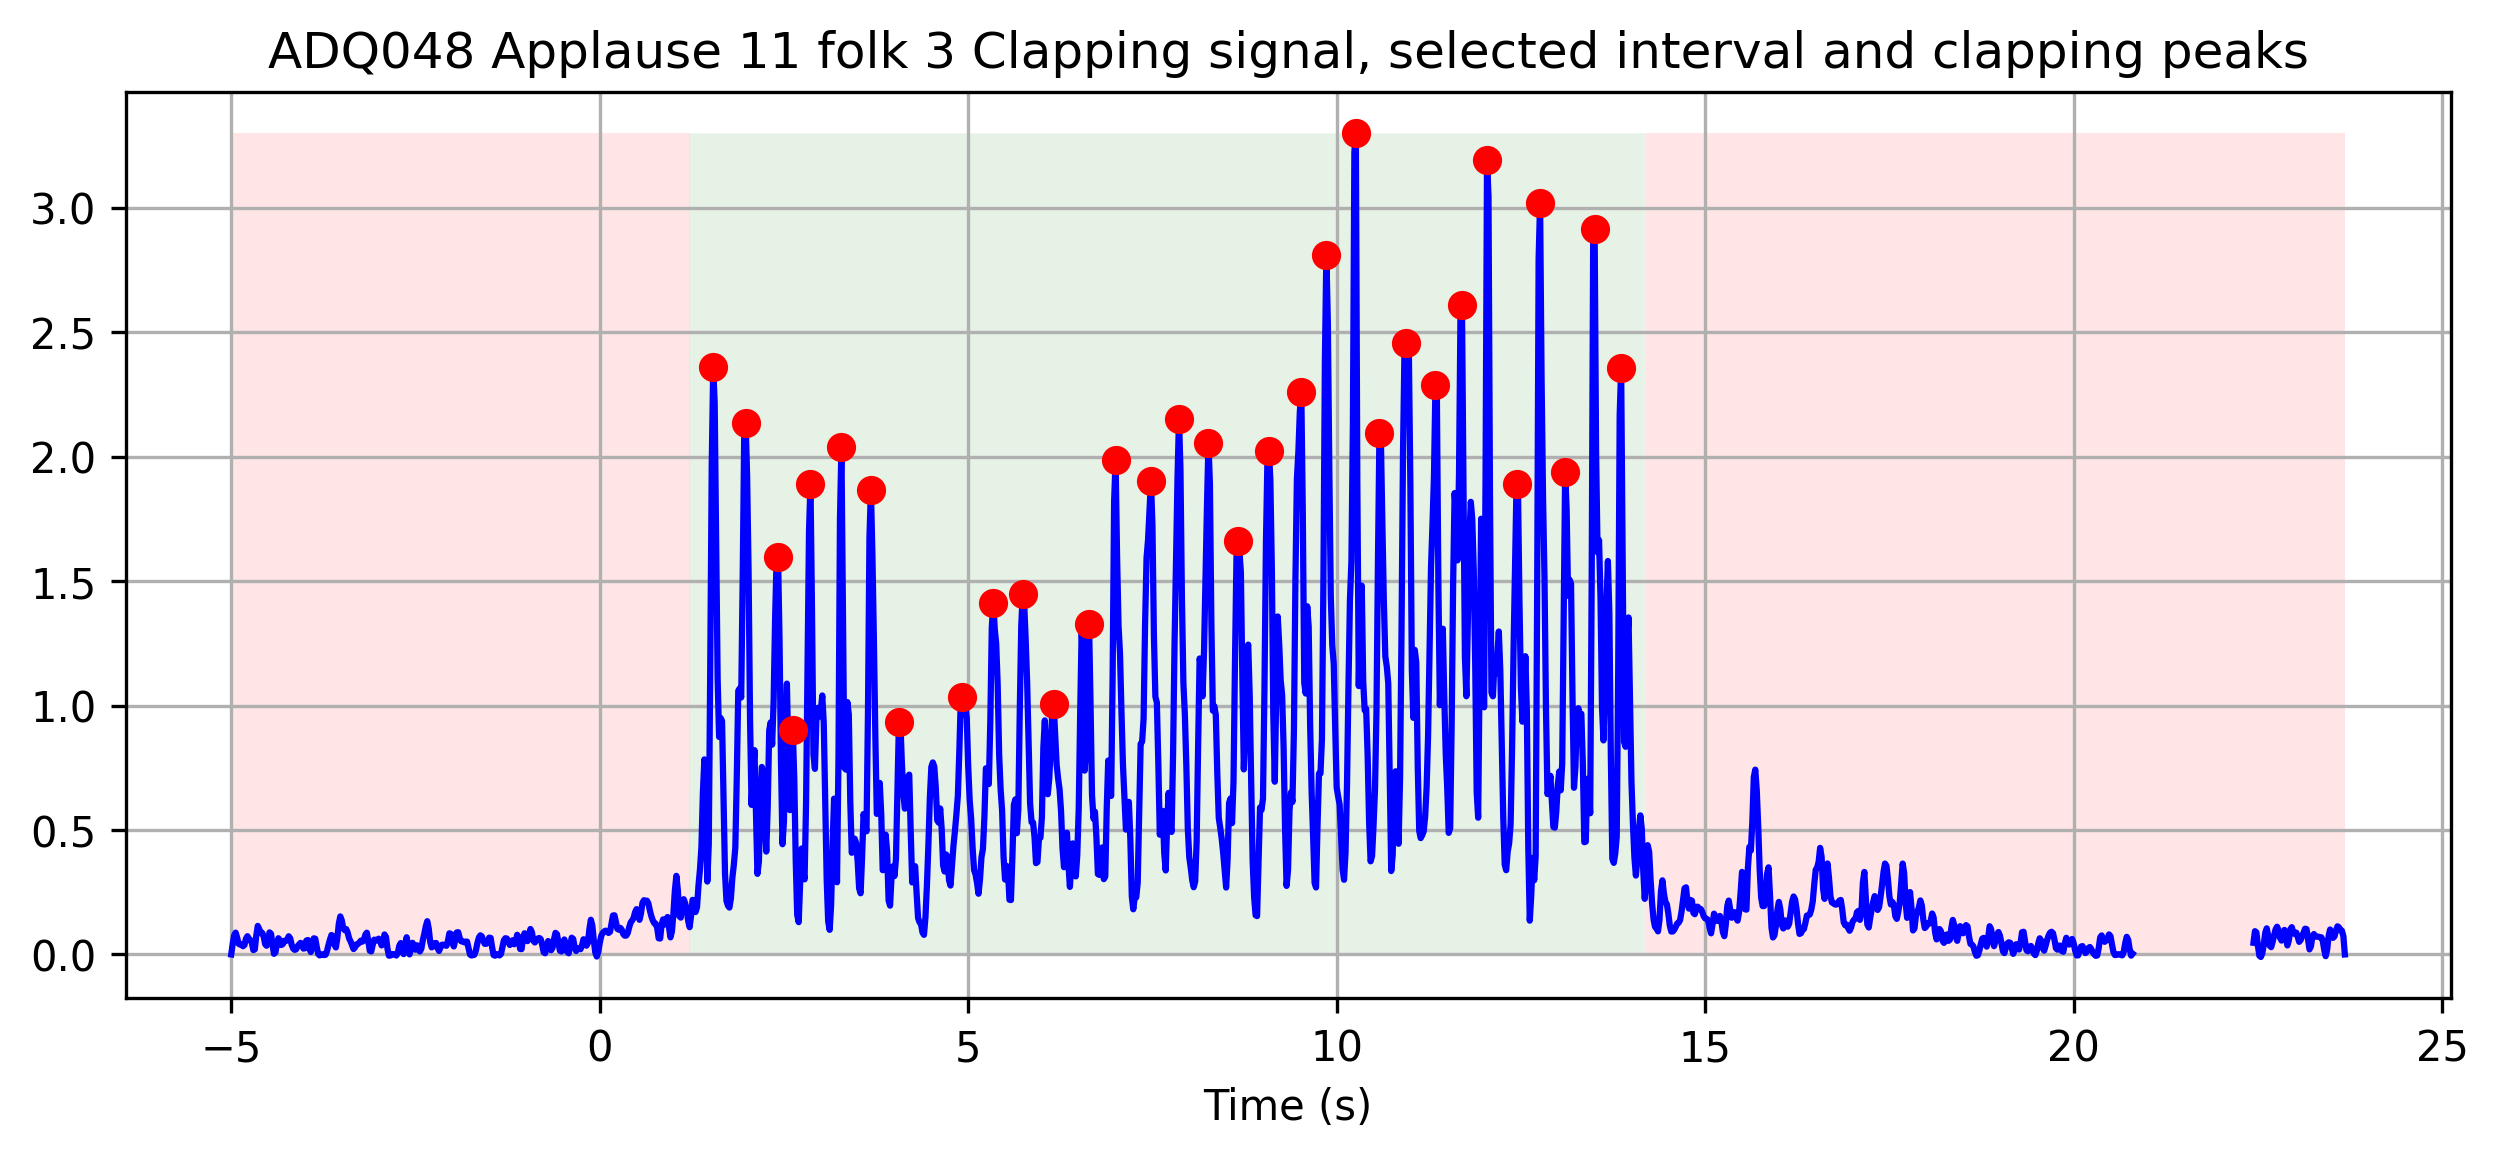 ADQ048 Applause 11 folk 3 Clapping signal, selected interval and clapping peaks
3.0
2.5
2.0
1.5
1.0
0.5
0.0
−5 0 5 10 15 20 25
Time (s)